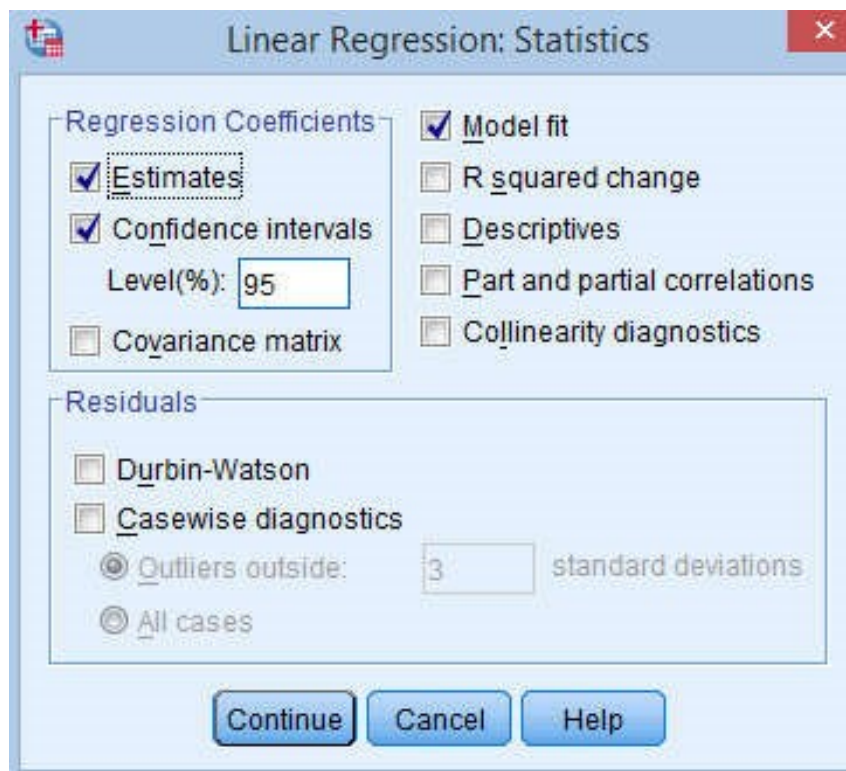 Linear Regression: Statistics
Regression Coefficients
Estimates
Confidence intervals
Level(%): 95
Covariance matrix
Model fit
R squared change
Descriptives
Part and partial correlations
Collinearity diagnostics
Residuals
Durbin-Watson
Casewise diagnostics
Outliers outside: 3 standard deviations
All cases
Continue Cancel Help